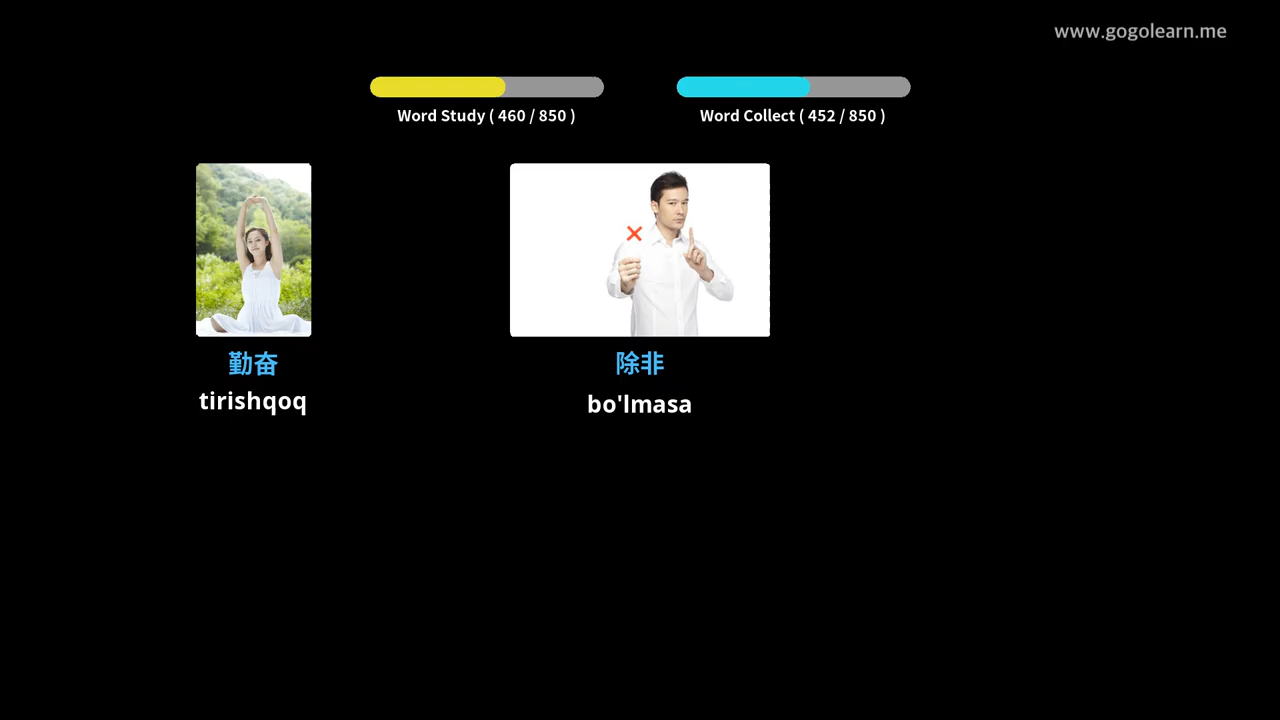 www.gogolearn.me
Word Study ( 460 / 850 )
Word Collect ( 452 / 850 )
勤奋
tirishqoq
除非
bo'lmasa